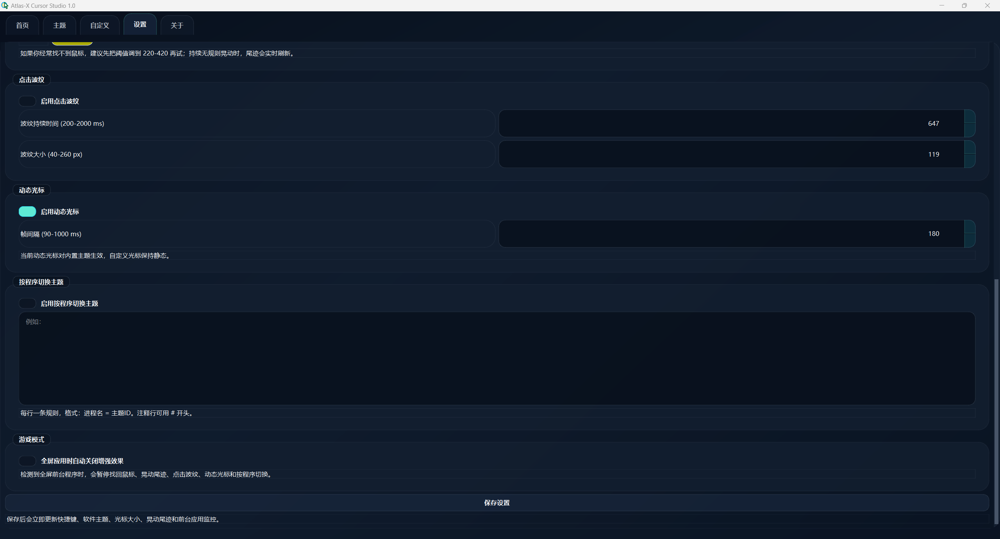 Atlas-X Cursor Studio 1.0
首页
主题
自定义
设置
关于
如果你经常找不到鼠标，建议先把阈值调到 220-420 再试；持续无规则晃动时，尾迹会实时刷新。
点击波纹
启用点击波纹
波纹持续时间 (200-2000 ms)
647
波纹大小 (40-260 px)
119
动态光标
启用动态光标
帧间隔 (90-1000 ms)
180
当前动态光标对内置主题生效，自定义光标保持静态。
按程序切换主题
启用按程序切换主题
例如：
每行一条规则，格式：进程名 = 主题ID。注释行可用 # 开头。
游戏模式
全屏应用时自动关闭增强效果
检测到全屏前台程序时，会暂停找回鼠标、晃动尾迹、点击波纹、动态光标和按程序切换。
保存设置
保存后会立即更新快捷键、软件主题、光标大小、晃动尾迹和前台应用监控。